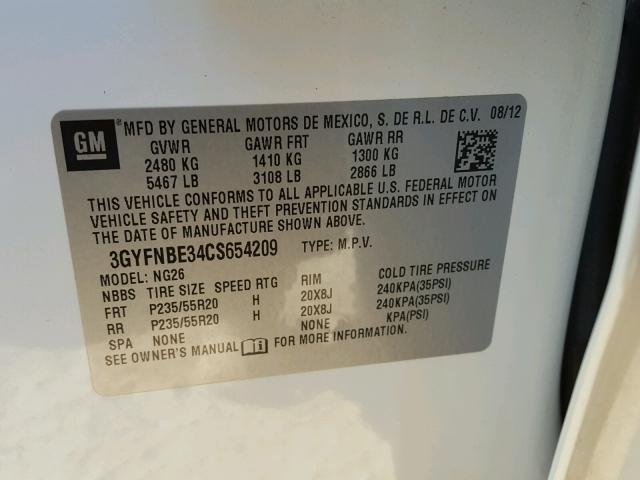 GM ® MFD BY GENERAL MOTORS DE MEXICO, S. DE R.L. DE C.V. 08/12
GVWR GAWR FRT GAWR RR
2480 KG 1410 KG 1300 KG
5467 LB 3108 LB 2866 LB
THIS VEHICLE CONFORMS TO ALL APPLICABLE U.S. FEDERAL MOTOR
VEHICLE SAFETY AND THEFT PREVENTION STANDARDS IN EFFECT ON
THE DATE OF MANUFACTURE SHOWN ABOVE.
3GYFNBE34CS654209 TYPE: M.P.V.
MODEL: NG26
NBBS TIRE SIZE SPEED RTG RIM COLD TIRE PRESSURE
FRT P235/55R20 H 20X8J 240KPA(35PSI)
RR P235/55R20 H 20X8J 240KPA(35PSI)
SPA NONE NONE KPA(PSI)
SEE OWNER'S MANUAL FOR MORE INFORMATION.